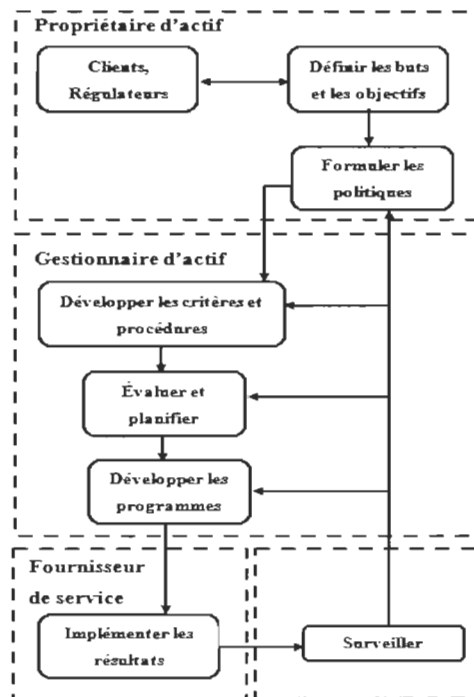 Propriétaire d'actif
Clients,
Régulateurs
Définir les buts
et les objectifs
Formuler les
politiques
Gestionnaire d'actif
Développer les critères et
procédures
Évaluer et
planifier
Développer les
programmes
Fournisseur
de service
Implémenter les
résultats
Surveiller